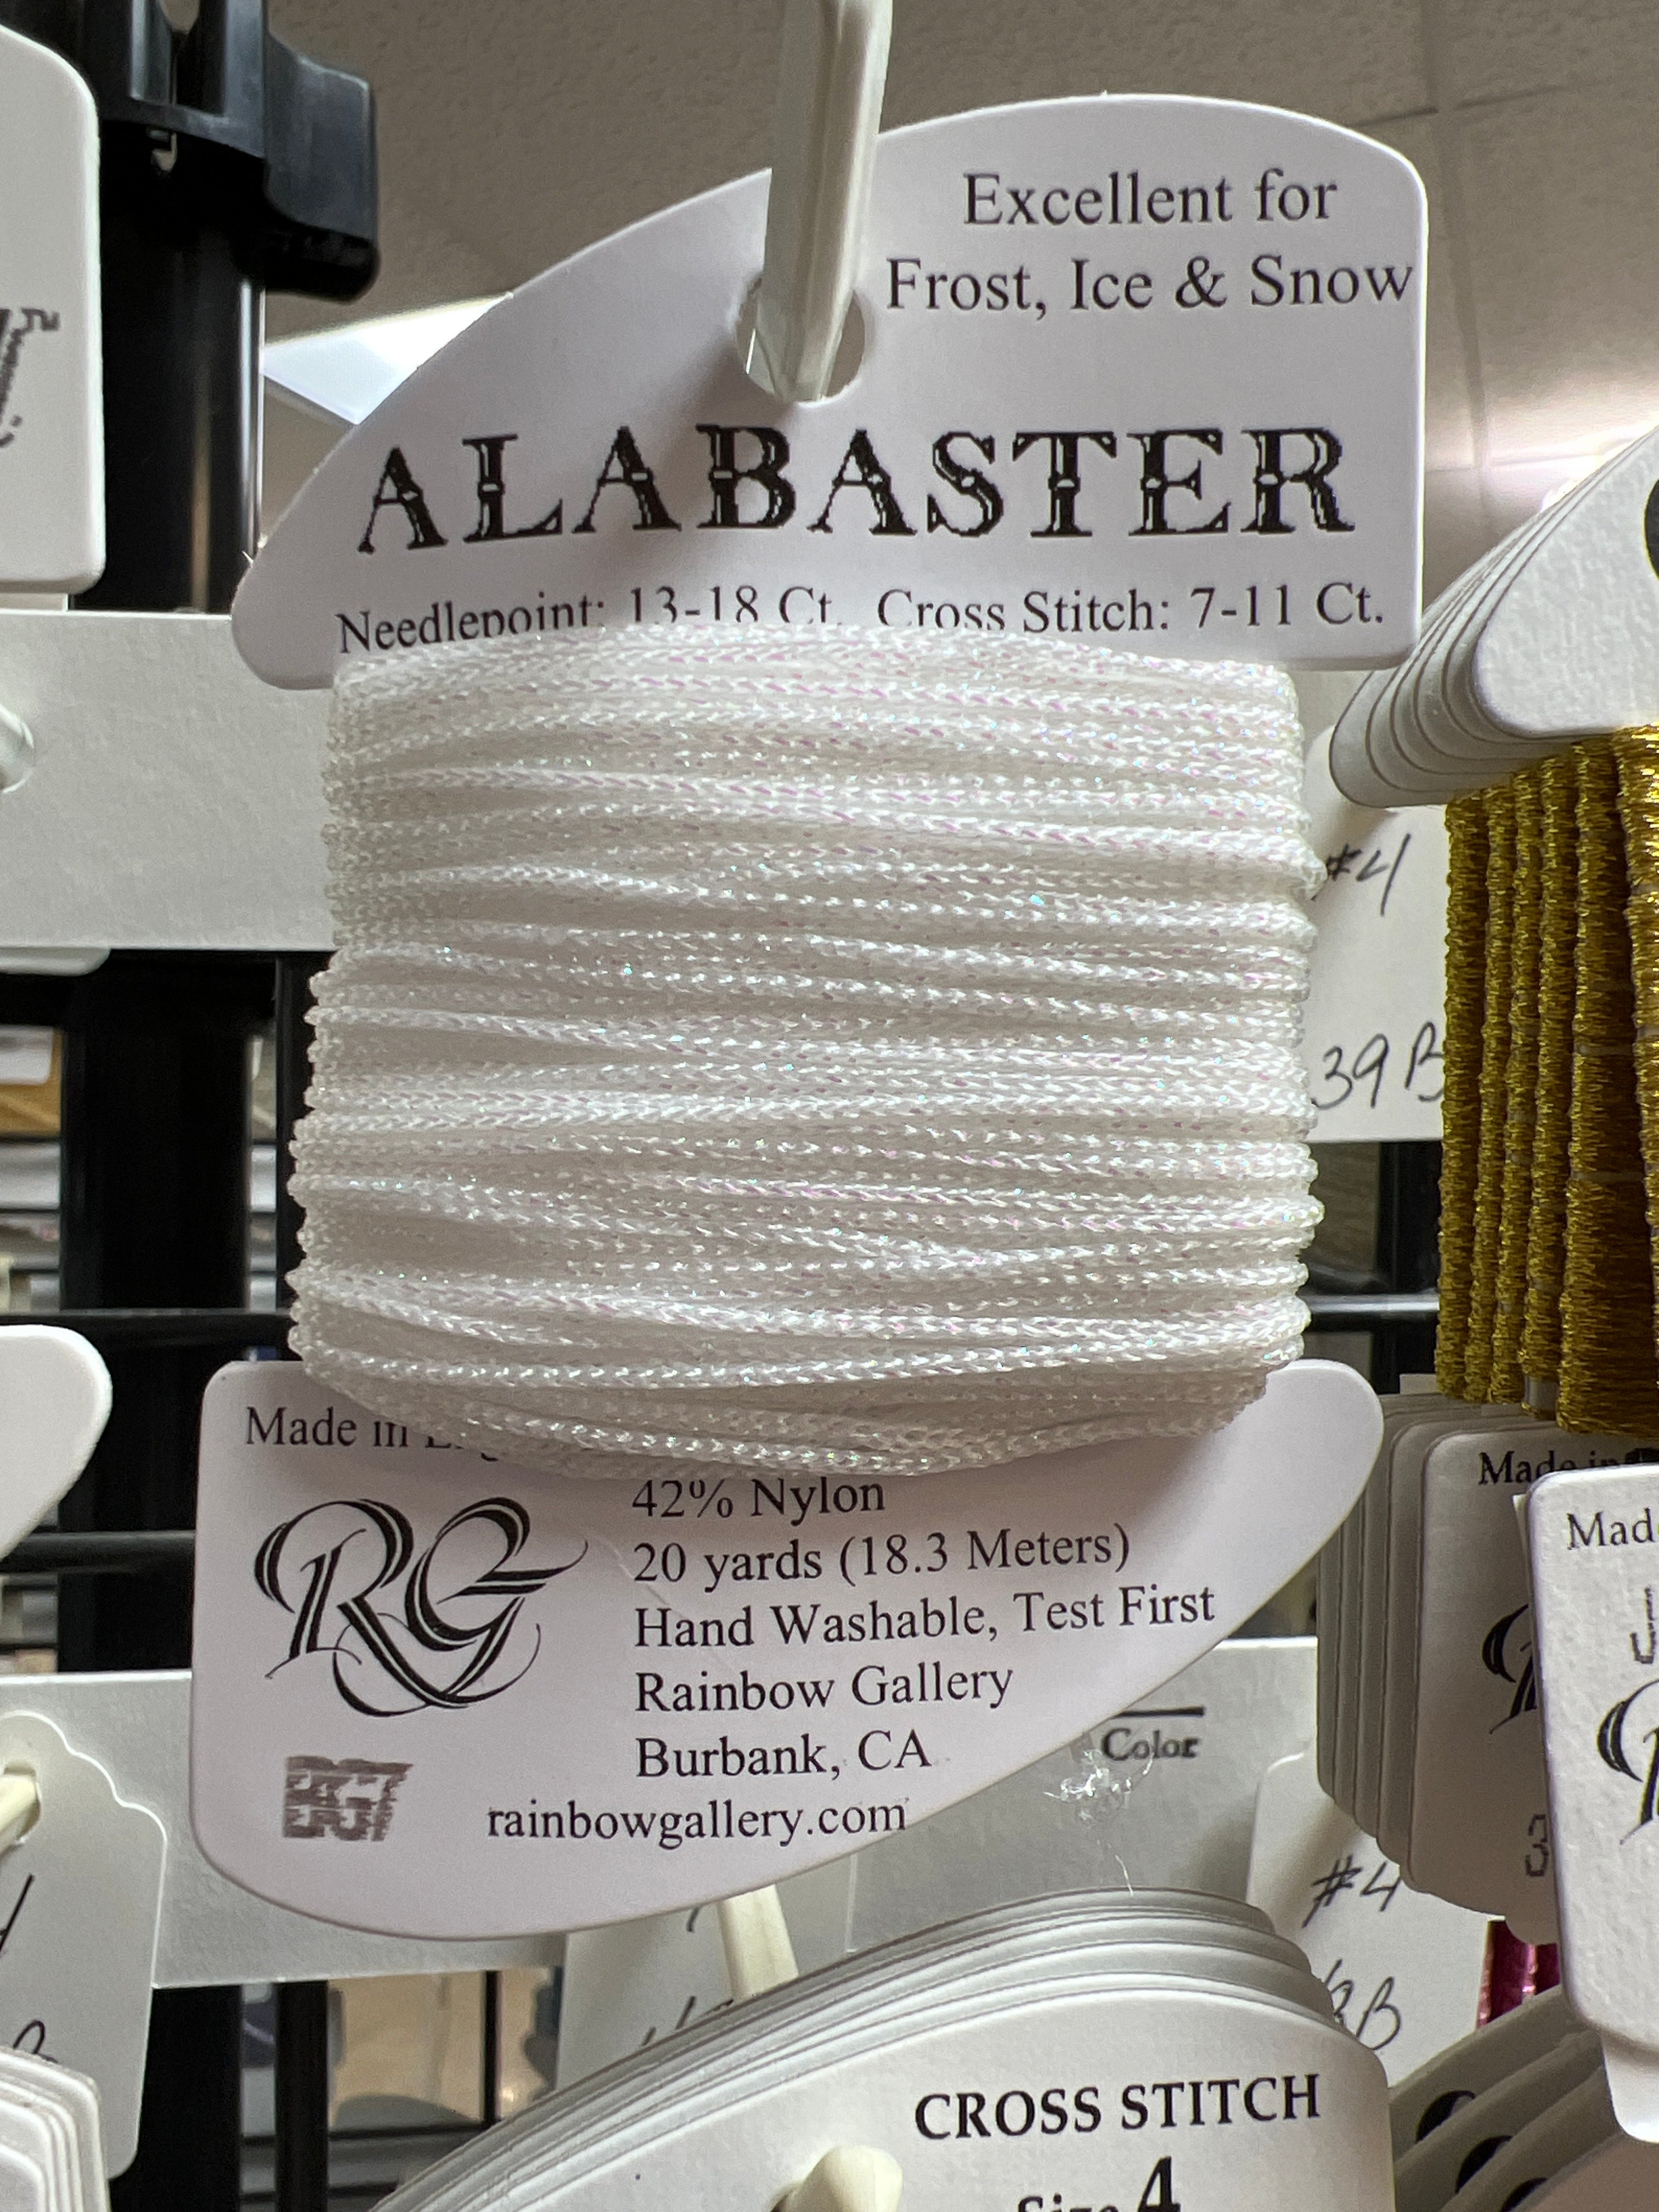 Excellent for
Frost, Ice & Snow
ALABASTER
Needlepoint: 13-18 Ct. Cross Stitch: 7-11 Ct.
#4
39B
Made in
42% Nylon
20 yards (18.3 Meters)
Hand Washable, Test First
Rainbow Gallery
Burbank, CA
rainbowgallery.com
RG
Color
Made in
#4
CROSS STITCH
Size 4